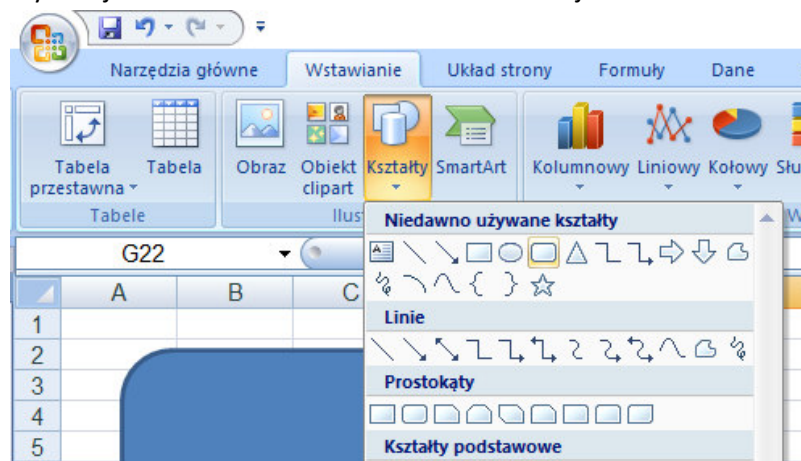 Narzędzia główne Wstawianie Układ strony Formuły Dane
Tabela przestawna Tabela Obraz Obiekt clipart Kształty SmartArt Kolumnowy Liniowy Kołowy
Tabele
Niedawno używane kształty
G22
A B C
Linie
Prostokąty
Kształty podstawowe
1
2
3
4
5